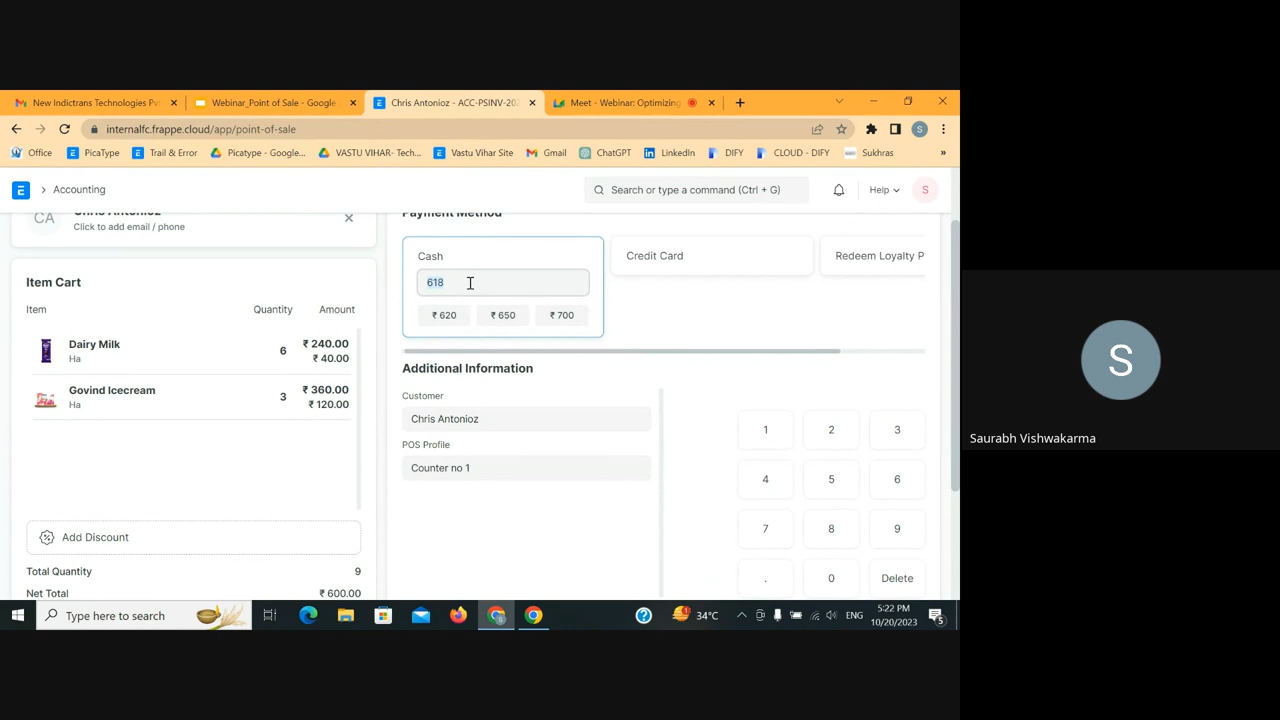 New Indictrans Technologies Pv
Webinar_Point of Sale - Google
Chris Antonioz - ACC-PSINV-202
Meet - Webinar: Optimizing
internalfc.frappe.cloud/app/point-of-sale
Office
PicaType
Trail & Error
Picatype - Google...
VASTU VIHAR- Tech...
Vastu Vihar Site
Gmail
ChatGPT
LinkedIn
DIFY
CLOUD - DIFY
Sukhras
»
E
Accounting
Search or type a command (Ctrl + G)
Help
S
CA
Chris Antonioz
Click to add email / phone
Payment Method
Item Cart
Item
Quantity
Amount
Dairy Milk
Ha
6
₹ 240.00
₹ 40.00
Govind Icecream
Ha
3
₹ 360.00
₹ 120.00
Add Discount
Total Quantity
9
Net Total
₹ 600.00
Cash
618
₹ 620
₹ 650
₹ 700
Credit Card
Redeem Loyalty P
Additional Information
Customer
Chris Antonioz
POS Profile
Counter no 1
1
2
3
4
5
6
7
8
9
.
0
Delete
Type here to search
34°C
ENG
5:22 PM
10/20/2023
5
S
Saurabh Vishwakarma